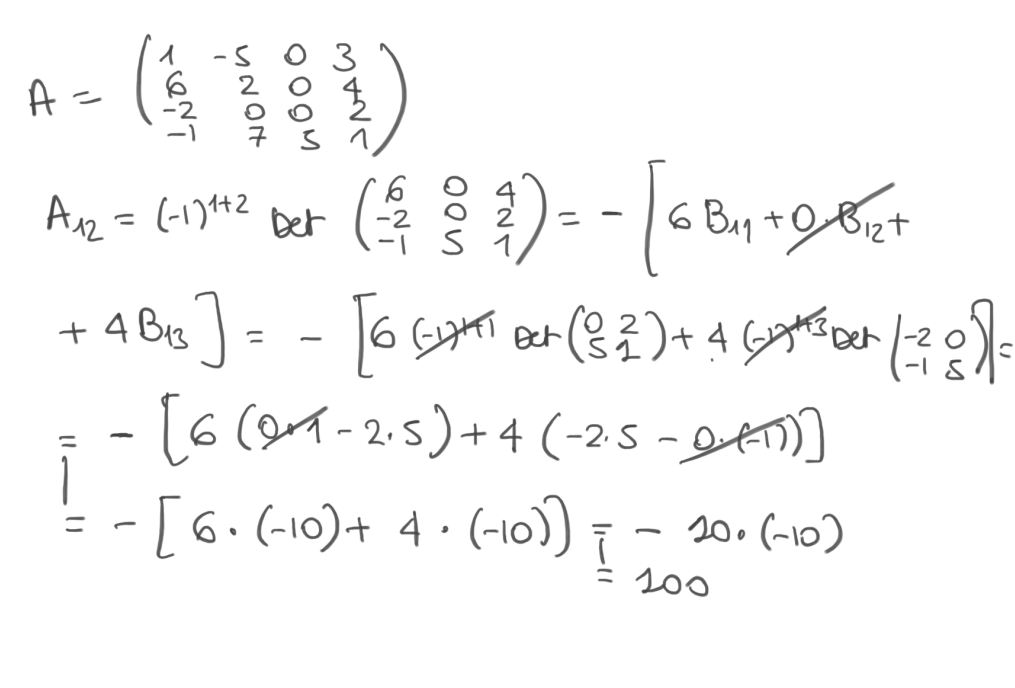 A = (1 -5 0 3
6 2 0 4
-2 0 0 2
-1 7 5 1)
A₁₂ = (-1)¹⁺² Det (6 0 4 ; -2 0 2 ; -1 5 1) = - [6 B₁₁ + 0·B₁₂ +
+ 4 B₁₃] = - [6 (-1)¹⁺¹ Det (0 2 ; 5 1) + 4 (-1)¹⁺³ Det (-2 0 ; -1 5)] =
= - [6 (0·1 - 2·5) + 4 (-2·5 - 0·(-1))]
= - [6 · (-10) + 4 · (-10)] = - 10·(-10)
= 100